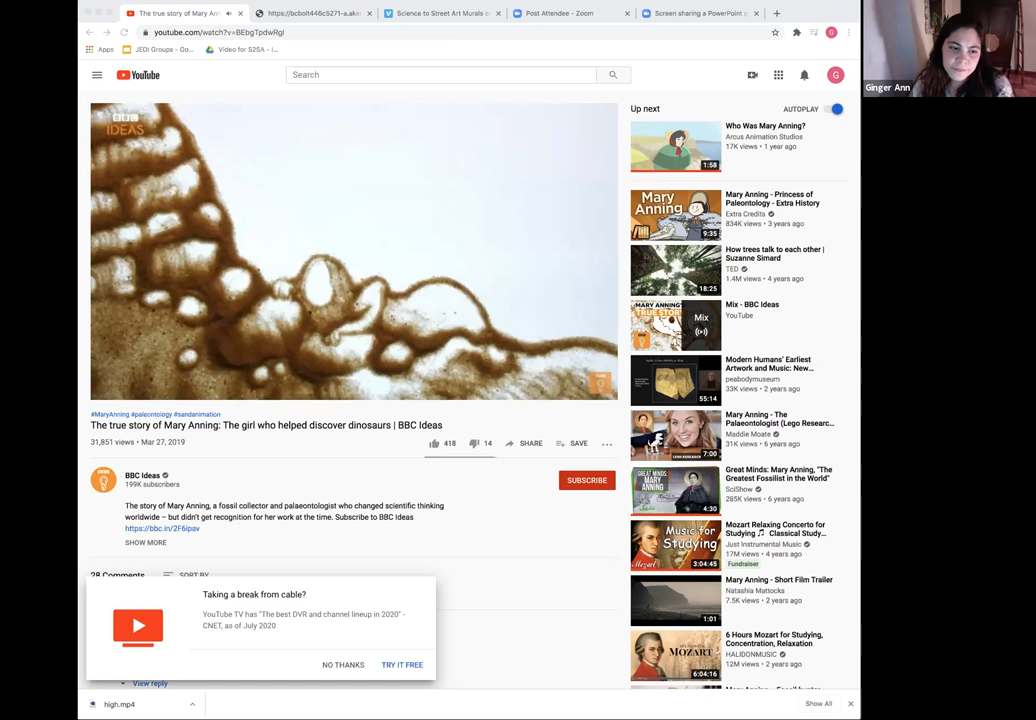 The true story of Mary Ann
https://bcbolt446c5271-a.aka
Science to Street Art Murals o
Post Attendee - Zoom
Screen sharing a PowerPoint p
youtube.com/watch?v=BEbgTpdwRgI
Apps
JEDI Groups - Go...
Video for S25A - I...
YouTube
Search
G
Ginger Ann
BBC
IDEAS
Up next
AUTOPLAY
Who Was Mary Anning?
Arcus Animation Studios
17K views • 1 year ago
1:58
Mary Anning
Mary Anning - Princess of
Paleontology - Extra History
Extra Credits
834K views • 3 years ago
9:35
How trees talk to each other |
Suzanne Simard
TED
1.4M views • 4 years ago
18:25
MARY ANNING'S
TRUE STORY
Mix
Mix - BBC Ideas
YouTube
Modern Humans' Earliest
Artwork and Music: New...
peabodymuseum
33K views • 2 years ago
55:14
Mary Anning - The
Palaeontologist (Lego Researc...
Maddie Moate
31K views • 6 years ago
7:00
Great Minds: Mary Anning, "The
Greatest Fossilist in the World"
SciShow
285K views • 6 years ago
GREAT MINDS:
MARY
ANNING
4:30
Mozart Relaxing Concerto for
Studying 🎵 Classical Study...
Just Instrumental Music
17M views • 4 years ago
Fundraiser
Music for
Studying
3:04:45
Mary Anning - Short Film Trailer
Natashia Mattocks
7.5K views • 2 years ago
1:01
6 Hours Mozart for Studying,
Concentration, Relaxation
HALIDONMUSIC
12M views • 2 years ago
MOZART
6:04:16
#MaryAnning #paleontology #sandanimation
The true story of Mary Anning: The girl who helped discover dinosaurs | BBC Ideas
31,851 views • Mar 27, 2019
418
14
SHARE
SAVE
BBC Ideas
199K subscribers
SUBSCRIBE
The story of Mary Anning, a fossil collector and palaeontologist who changed scientific thinking
worldwide – but didn't get recognition for her work at the time. Subscribe to BBC Ideas
https://bbc.in/2F6ipav
SHOW MORE
28 Comments
SORT BY
Taking a break from cable?
YouTube TV has "The best DVR and channel lineup in 2020" -
CNET, as of July 2020
NO THANKS
TRY IT FREE
View reply
high.mp4
Show All